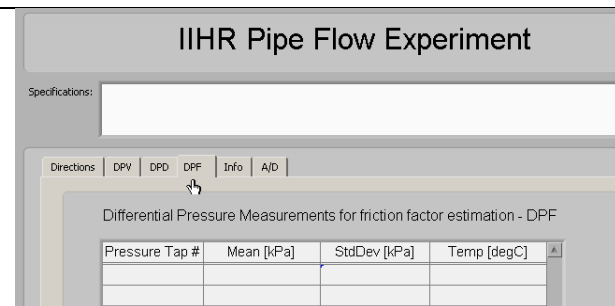 IIHR Pipe Flow Experiment
Specifications:
Directions DPV DPD DPF Info A/D
Differential Pressure Measurements for friction factor estimation - DPF
Pressure Tap # Mean [kPa] StdDev [kPa] Temp [degC]